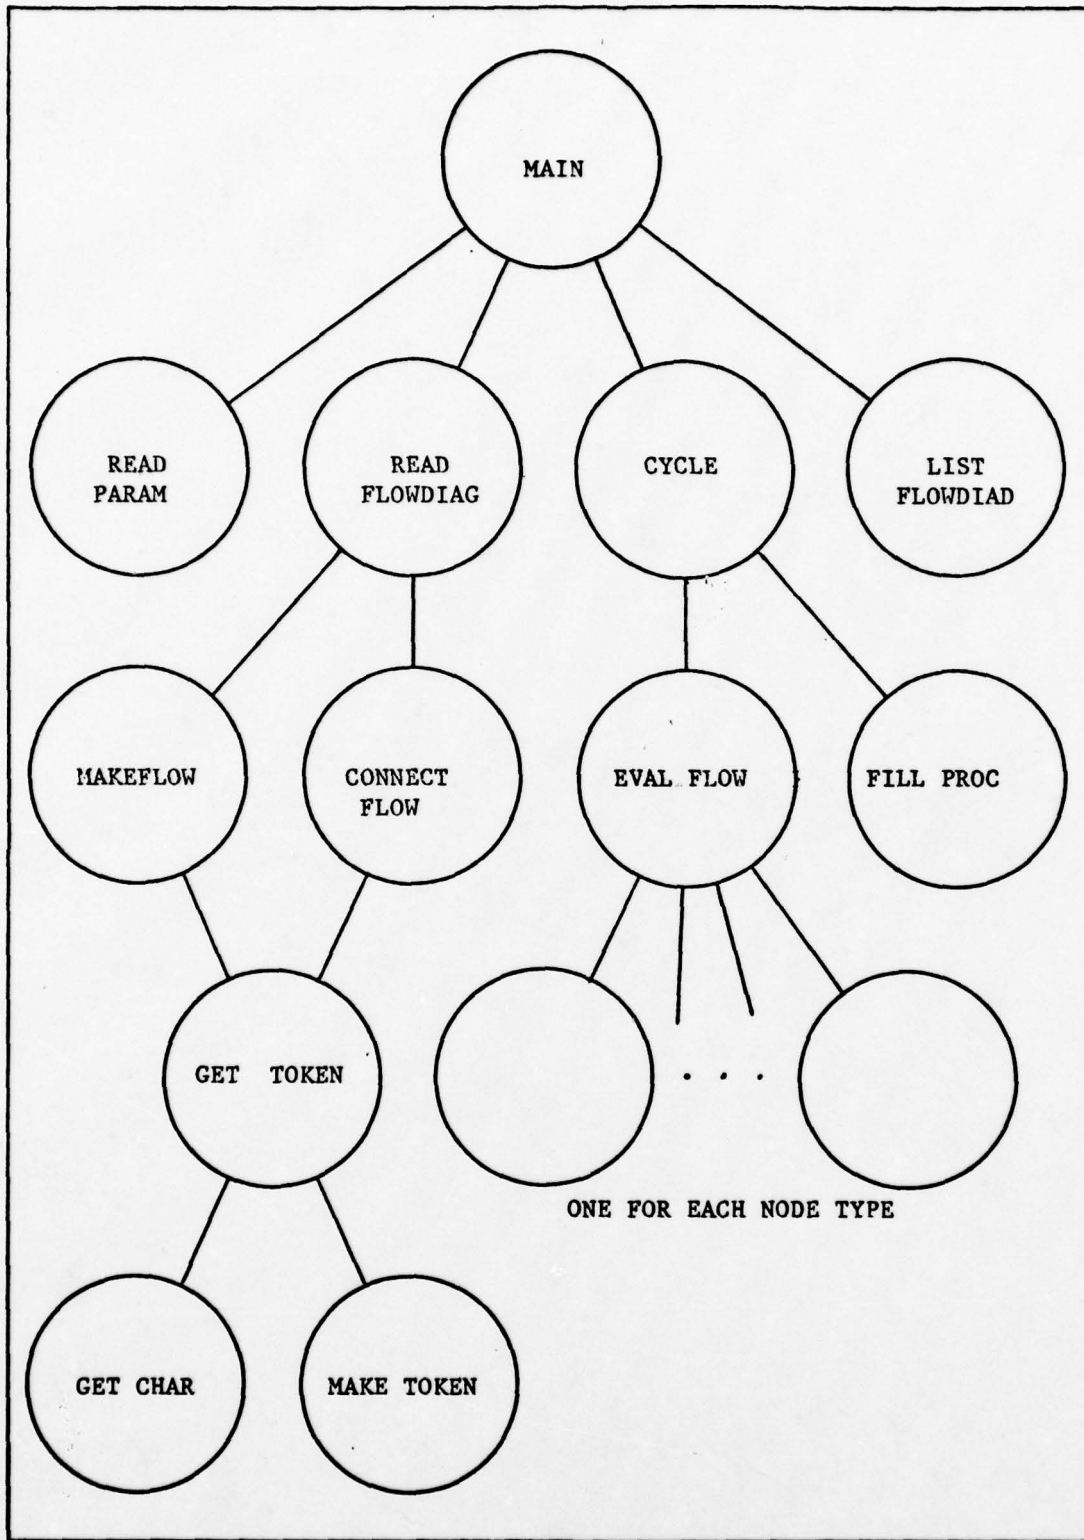 MAIN
READ
PARAM
READ
FLOWDIAG
CYCLE
LIST
FLOWDIAD
MAKEFLOW
CONNECT
FLOW
EVAL FLOW
FILL PROC
GET TOKEN
. . .
ONE FOR EACH NODE TYPE
GET CHAR
MAKE TOKEN